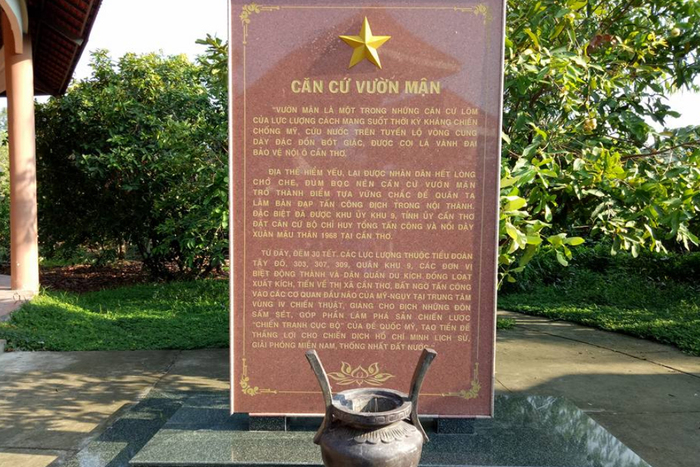 CĂN CỨ VƯỜN MẬN
"VƯỜN MẬN LÀ MỘT TRONG NHỮNG CĂN CỨ LÕM
CỦA LỰC LƯỢNG CÁCH MẠNG SUỐT THỜI KỲ KHÁNG CHIẾN
CHỐNG MỸ, CỨU NƯỚC TRÊN TUYẾN LỘ VÒNG CUNG
DÀY ĐẶC ĐỒN BÓT GIẶC, ĐƯỢC COI LÀ VÀNH ĐAI
BẢO VỆ NỘI Ô CẦN THƠ.
ĐỊA THẾ HIỂM YẾU, LẠI ĐƯỢC NHÂN DÂN HẾT LÒNG
CHỞ CHE, ĐÙM BỌC NÊN CĂN CỨ VƯỜN MẬN
TRỞ THÀNH ĐIỂM TỰA VỮNG CHẮC ĐỂ QUÂN TA
LÀM BÀN ĐẠP TẤN CÔNG ĐỊCH TRONG NỘI THÀNH.
ĐẶC BIỆT ĐÃ ĐƯỢC KHU ỦY KHU 9, TỈNH ỦY CẦN THƠ
ĐẶT CĂN CỨ BỘ CHỈ HUY TỔNG TẤN CÔNG VÀ NỔI DẬY
XUÂN MẬU THÂN 1968 TẠI CẦN THƠ.
TỪ ĐÂY, ĐÊM 30 TẾT, CÁC LỰC LƯỢNG THUỘC TIỂU ĐOÀN
TÂY ĐÔ, 303, 307, 309, QUÂN KHU 9, CÁC ĐƠN VỊ
BIỆT ĐỘNG THÀNH VÀ DÂN QUÂN DU KÍCH ĐỒNG LOẠT
XUẤT KÍCH, TIẾN VỀ THỊ XÃ CẦN THƠ, BẤT NGỜ TẤN CÔNG
VÀO CÁC CƠ QUAN ĐẦU NÃO CỦA MỸ-NGỤY TẠI TRUNG TÂM
VÙNG IV CHIẾN THUẬT; GIÁNG CHO ĐỊCH NHỮNG ĐÒN
SẤM SÉT, GÓP PHẦN LÀM PHÁ SẢN CHIẾN LƯỢC
"CHIẾN TRANH CỤC BỘ" CỦA ĐẾ QUỐC MỸ, TẠO TIỀN ĐỀ
THẮNG LỢI CHO CHIẾN DỊCH HỒ CHÍ MINH LỊCH SỬ,
GIẢI PHÓNG MIỀN NAM, THỐNG NHẤT ĐẤT NƯỚC."